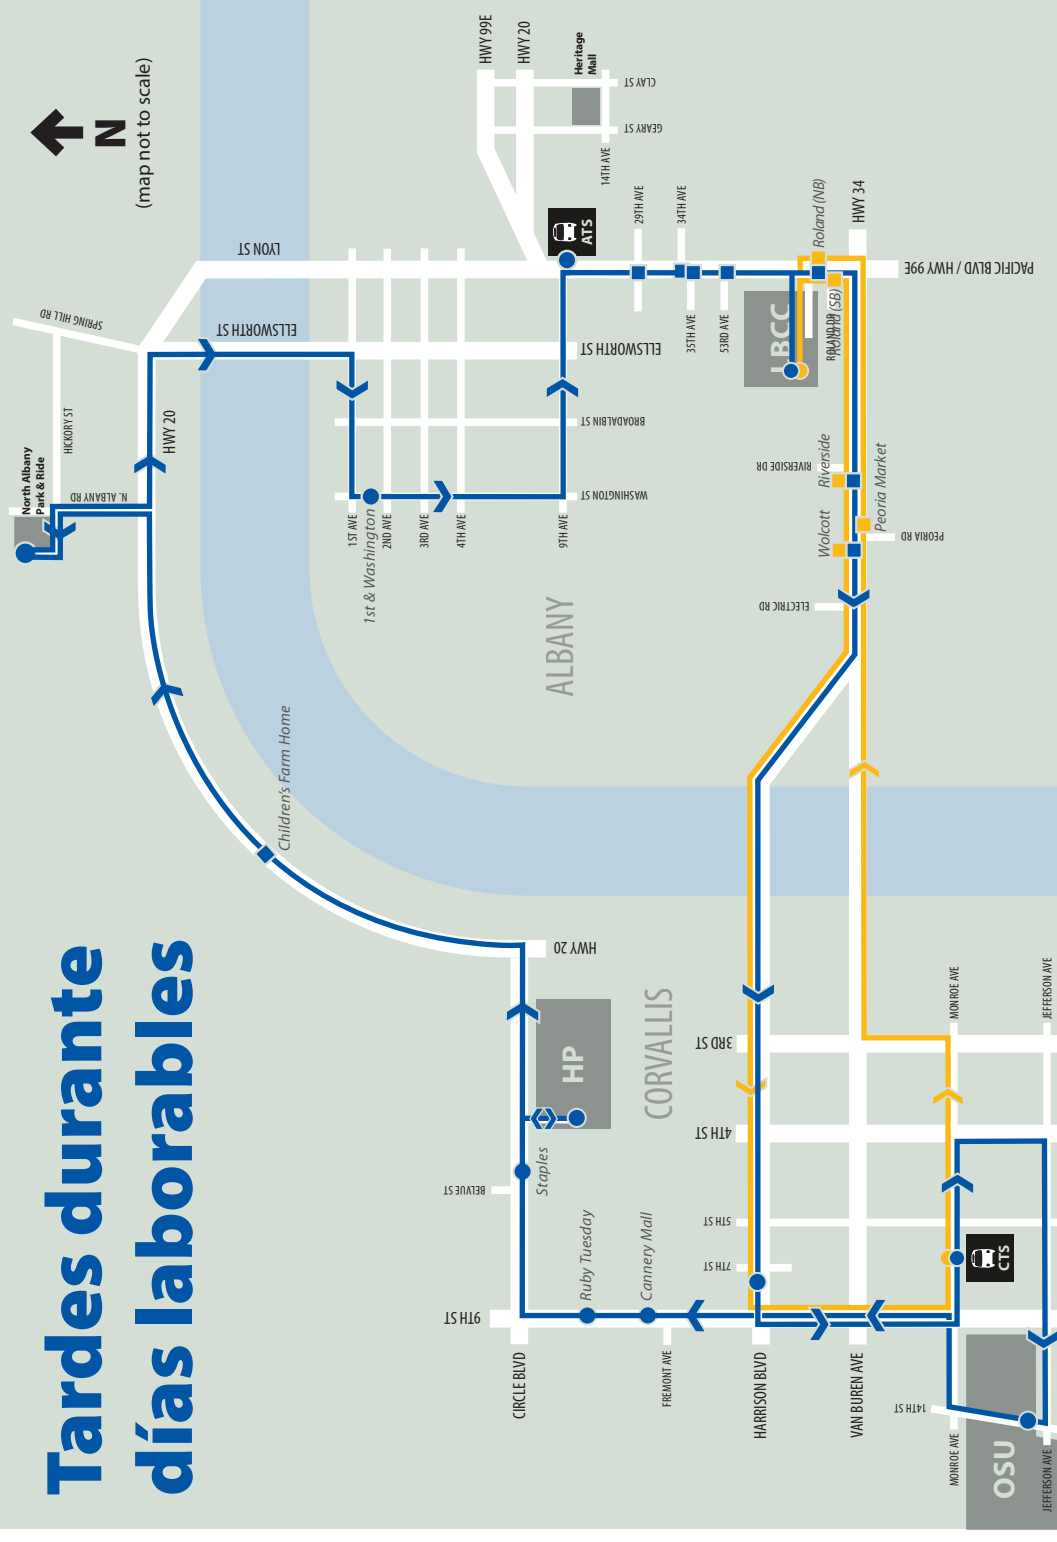 Tardes durante
días laborables
N
(map not to scale)
North Albany
Park & Ride
HICKORY ST
SPRING HILL RD
N. ALBANY RD
HWY 20
LYON ST
ELLSWORTH ST
ELLSWORTH ST
HWY 99E
HWY 20
Heritage
Mall
CLAY ST
GEARY ST
14TH AVE
ATS
29TH AVE
34TH AVE
35TH AVE
53RD AVE
BROADALBIN ST
WASHINGTON ST
1ST AVE
1st & Washington
2ND AVE
3RD AVE
4TH AVE
9TH AVE
ALBANY
LBCC
Roland (NB)
HWY 34
PACIFIC BLVD / HWY 99E
ROLAND DR
Roland (SB)
RIVERSIDE DR
Riverside
Peoria Market
Wolcott
PEORIA RD
ELECTRIC RD
Children's Farm Home
HWY 20
HP
CORVALLIS
Staples
BELVUE ST
Ruby Tuesday
Cannery Mall
9TH ST
CIRCLE BLVD
FREMONT AVE
3RD ST
4TH ST
5TH ST
7TH ST
HARRISON BLVD
VAN BUREN AVE
MONROE AVE
JEFFERSON AVE
CTS
14TH ST
MONROE AVE
OSU
JEFFERSON AVE